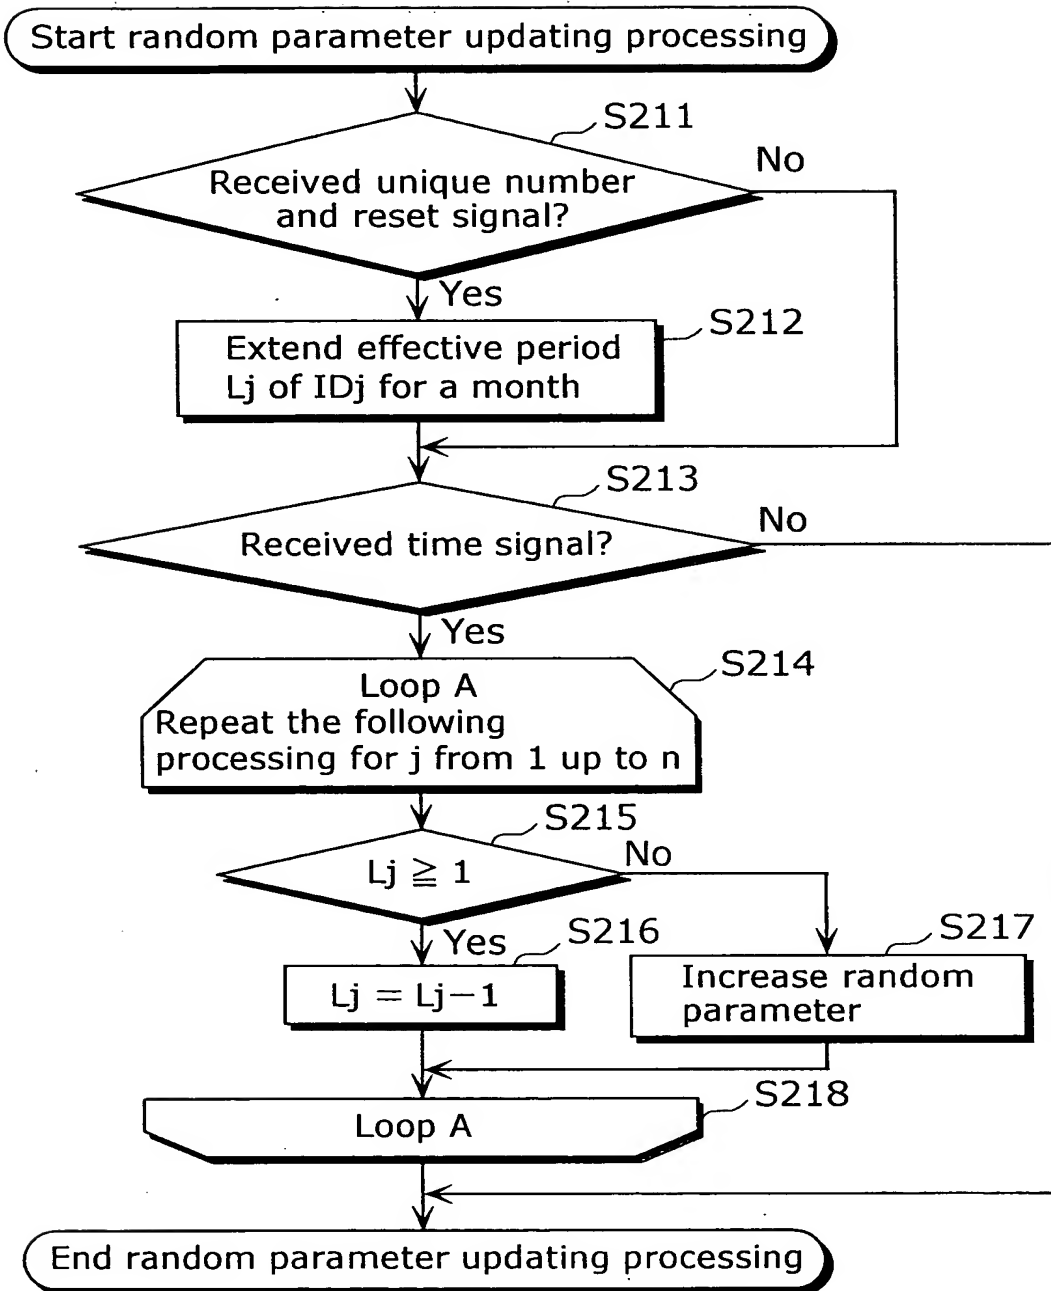 Start random parameter updating processing
S211
No
Received unique number
and reset signal?
Yes
S212
Extend effective period
Lj of IDj for a month
S213
No
Received time signal?
Yes
S214
Loop A
Repeat the following
processing for j from 1 up to n
S215
No
Lj ≧ 1
Yes
S216
S217
Lj = Lj−1
Increase random
parameter
S218
Loop A
End random parameter updating processing